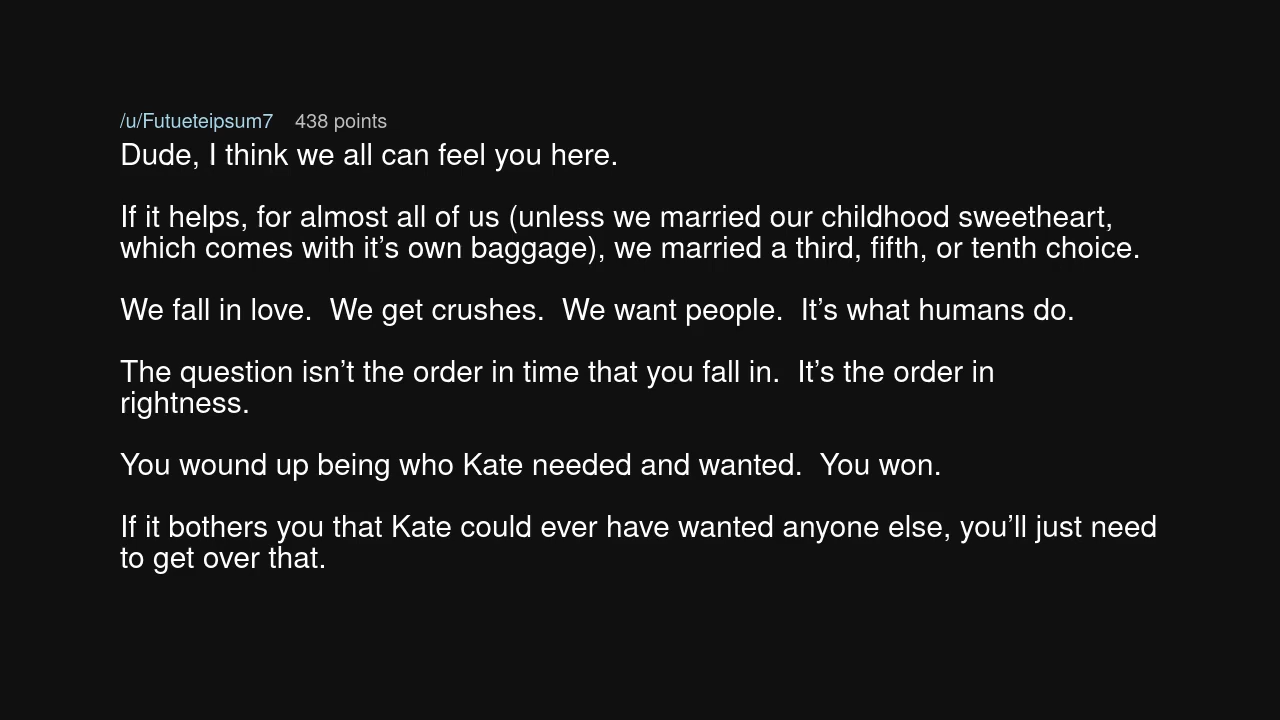 /u/Futueteipsum7 438 points
Dude, I think we all can feel you here.
If it helps, for almost all of us (unless we married our childhood sweetheart,
which comes with it’s own baggage), we married a third, fifth, or tenth choice.
We fall in love.  We get crushes.  We want people.  It’s what humans do.
The question isn’t the order in time that you fall in.  It’s the order in
rightness.
You wound up being who Kate needed and wanted.  You won.
If it bothers you that Kate could ever have wanted anyone else, you’ll just need
to get over that.